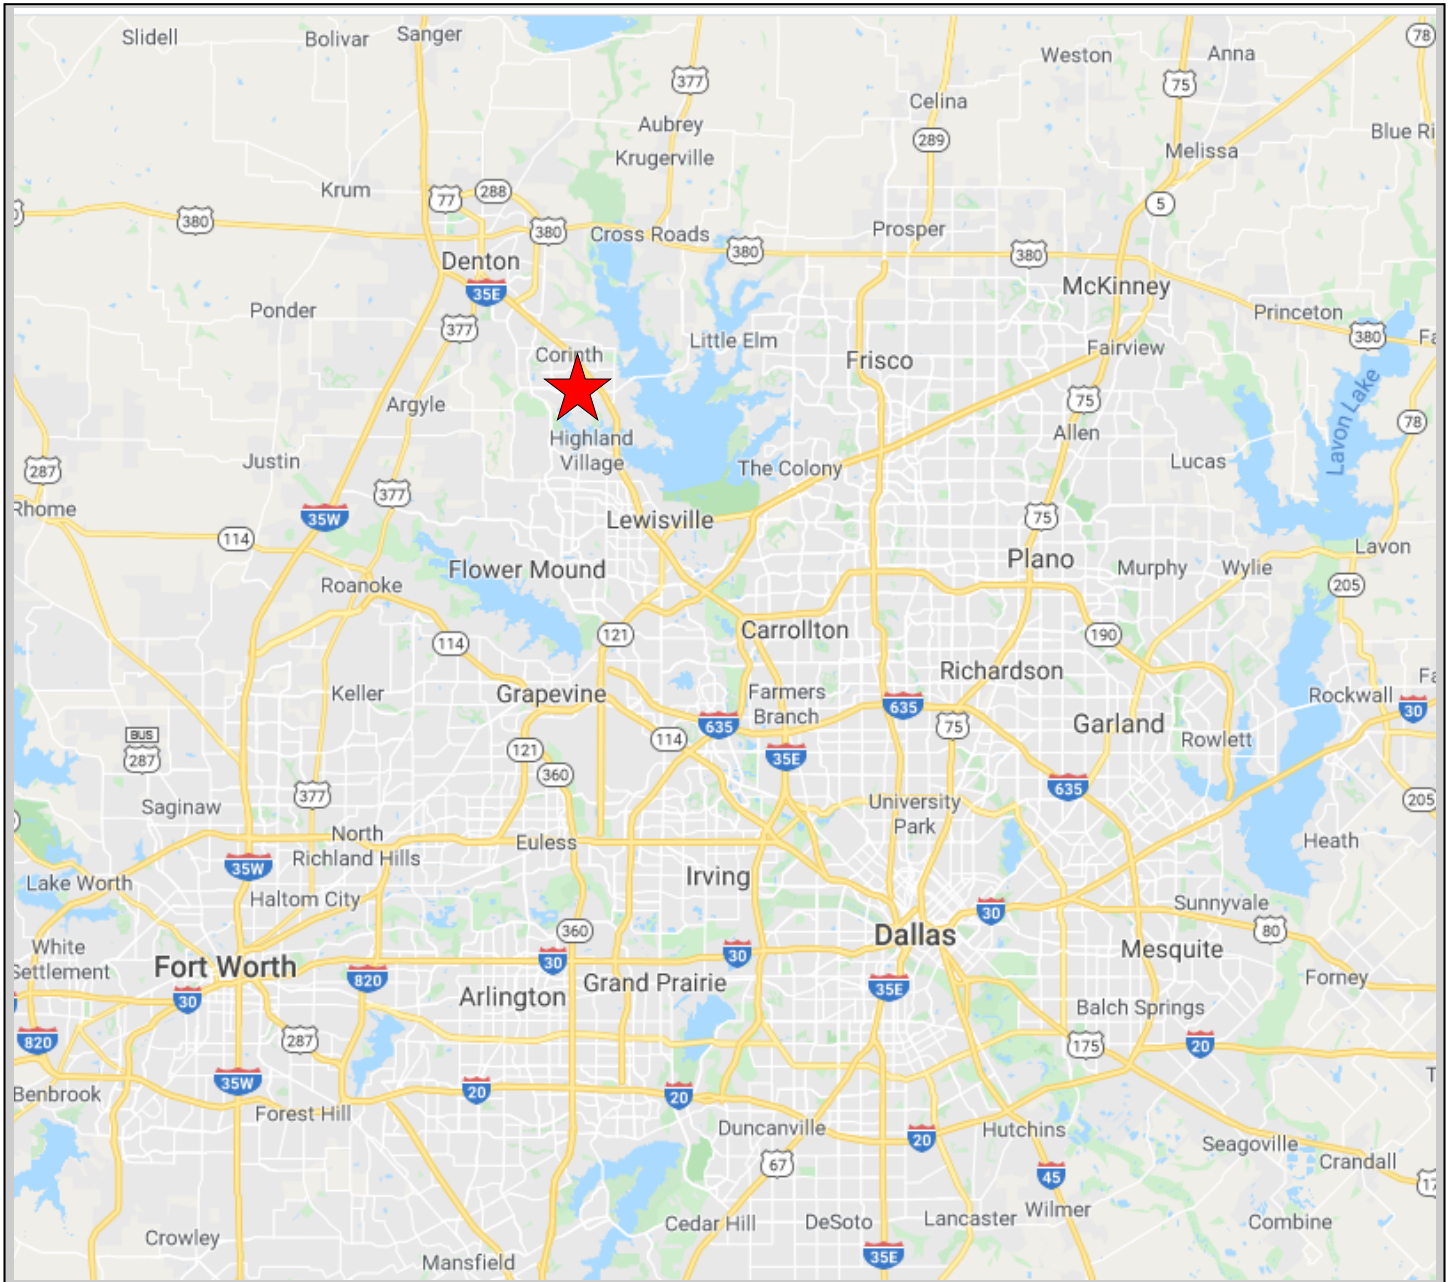 Slidell
Bolivar
Sanger
78
Weston
Anna
377
75
Celina
Aubrey
289
Blue Ri
Krugerville
Melissa
Krum
77
288
5
380
380
Cross Roads
Prosper
380
380
Denton
35E
McKinney
Ponder
Princeton
377
Little Elm
380
Fa
Corinth
Frisco
Fairview
Argyle
75
Lavon Lake
78
Highland
Village
Allen
Justin
The Colony
Lucas
287
377
Rhome
35W
Lewisville
75
114
Lavon
Flower Mound
Plano
Murphy
Wylie
Roanoke
205
121
Carrollton
190
114
Richardson
Fa
Keller
Grapevine
Farmers
Branch
Rockwall
30
635
635
75
Garland
BUS
287
121
114
35E
Rowlett
360
635
377
Saginaw
University
Park
205
North
Richland Hills
Euless
Heath
35W
Lake Worth
Irving
Haltom City
30
Sunnyvale
360
80
White
Settlement
Dallas
Mesquite
Fort Worth
30
30
820
Grand Prairie
Forney
30
Arlington
35E
Balch Springs
820
287
175
20
35W
20
20
Benbrook
T
Forest Hill
Duncanville
20
Hutchins
Seagoville
67
45
Crandall
17
Cedar Hill
DeSoto
Lancaster
Wilmer
Combine
Crowley
35E
Mansfield